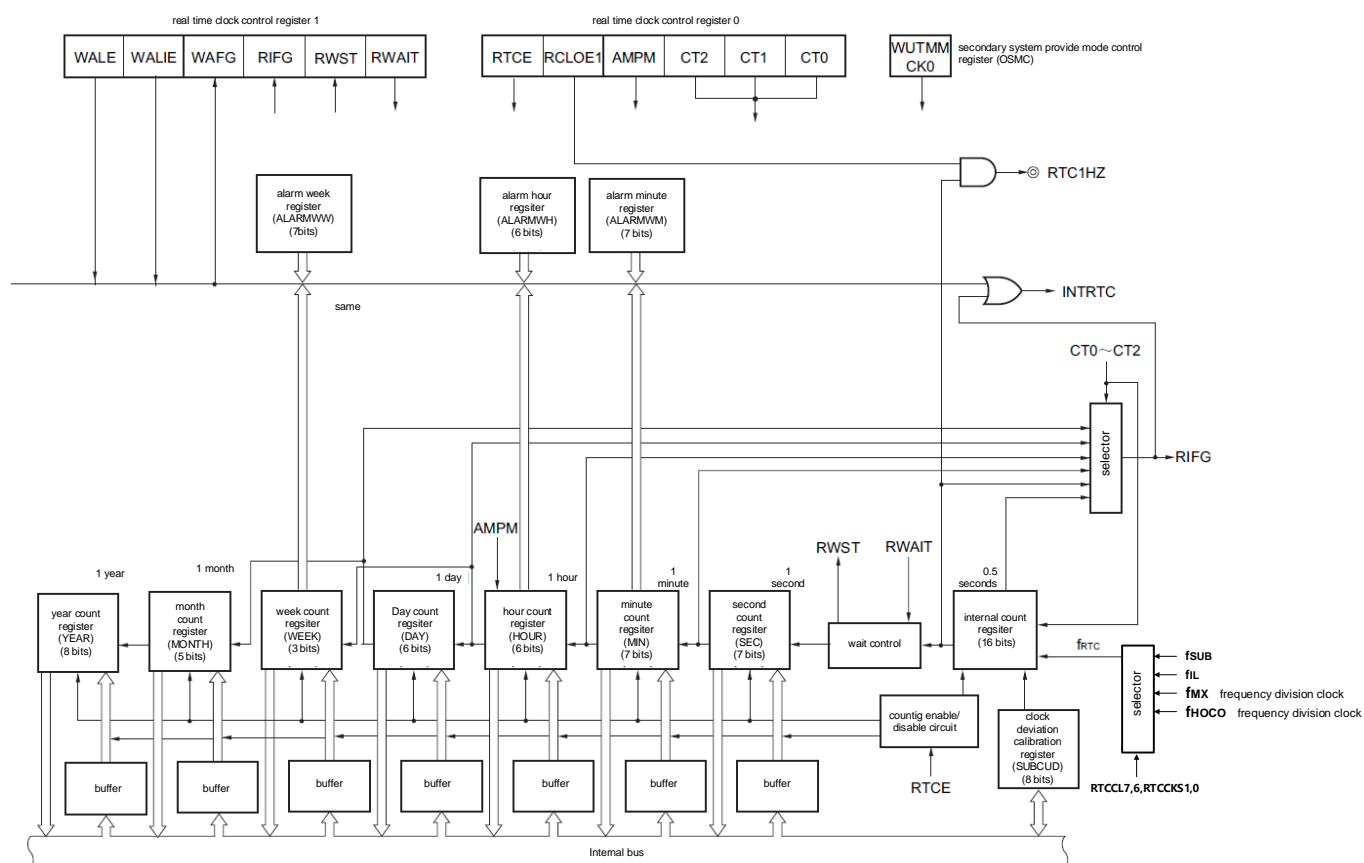 real time clock control register 1
real time clock control register 0
WALE WALIE WAFG RIFG RWST RWAIT
RTCE RCLOE1 AMPM CT2 CT1 CT0
WUTMM
CK0
secondary system provide mode control
register (OSMC)
RTC1HZ
alarm week
register
(ALARMWW)
(7bits)
alarm hour
regsiter
(ALARMWH)
(6 bits)
alarm minute
register
(ALARMWM)
(7 bits)
INTRTC
same
CT0～CT2
selector
RIFG
AMPM
RWST
RWAIT
1 year
1 month
1 day
1 hour
1
minute
1
second
0.5
seconds
year count
register
(YEAR)
(8 bits)
month
count
register
(MONTH)
(5 bits)
week count
regsiter
(WEEK)
(3 bits)
Day count
regsiter
(DAY)
(6 bits)
hour count
register
(HOUR)
(6 bits)
minute
count
regsiter
(MIN)
(7 bits)
second
count
regsiter
(SEC)
(7 bits)
wait control
internal count
regsiter
(16 bits)
fRTC
selector
fSUB
fIL
fMX frequency division clock
fHOCO frequency division clock
RTCCL7,6,RTCCKS1,0
countig enable/
disable circuit
RTCE
clock
deviation
calibration
register
(SUBCUD)
(8 bits)
buffer
buffer
buffer
buffer
buffer
buffer
buffer
Internal bus